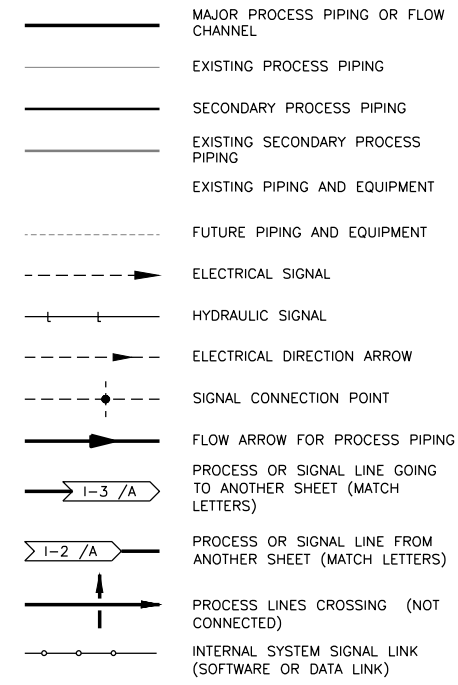 MAJOR PROCESS PIPING OR FLOW
CHANNEL
EXISTING PROCESS PIPING
SECONDARY PROCESS PIPING
EXISTING SECONDARY PROCESS
PIPING
EXISTING PIPING AND EQUIPMENT
FUTURE PIPING AND EQUIPMENT
ELECTRICAL SIGNAL
HYDRAULIC SIGNAL
ELECTRICAL DIRECTION ARROW
SIGNAL CONNECTION POINT
FLOW ARROW FOR PROCESS PIPING
I-3 /A
PROCESS OR SIGNAL LINE GOING
TO ANOTHER SHEET (MATCH
LETTERS)
I-2 /A
PROCESS OR SIGNAL LINE FROM
ANOTHER SHEET (MATCH LETTERS)
PROCESS LINES CROSSING (NOT
CONNECTED)
INTERNAL SYSTEM SIGNAL LINK
(SOFTWARE OR DATA LINK)